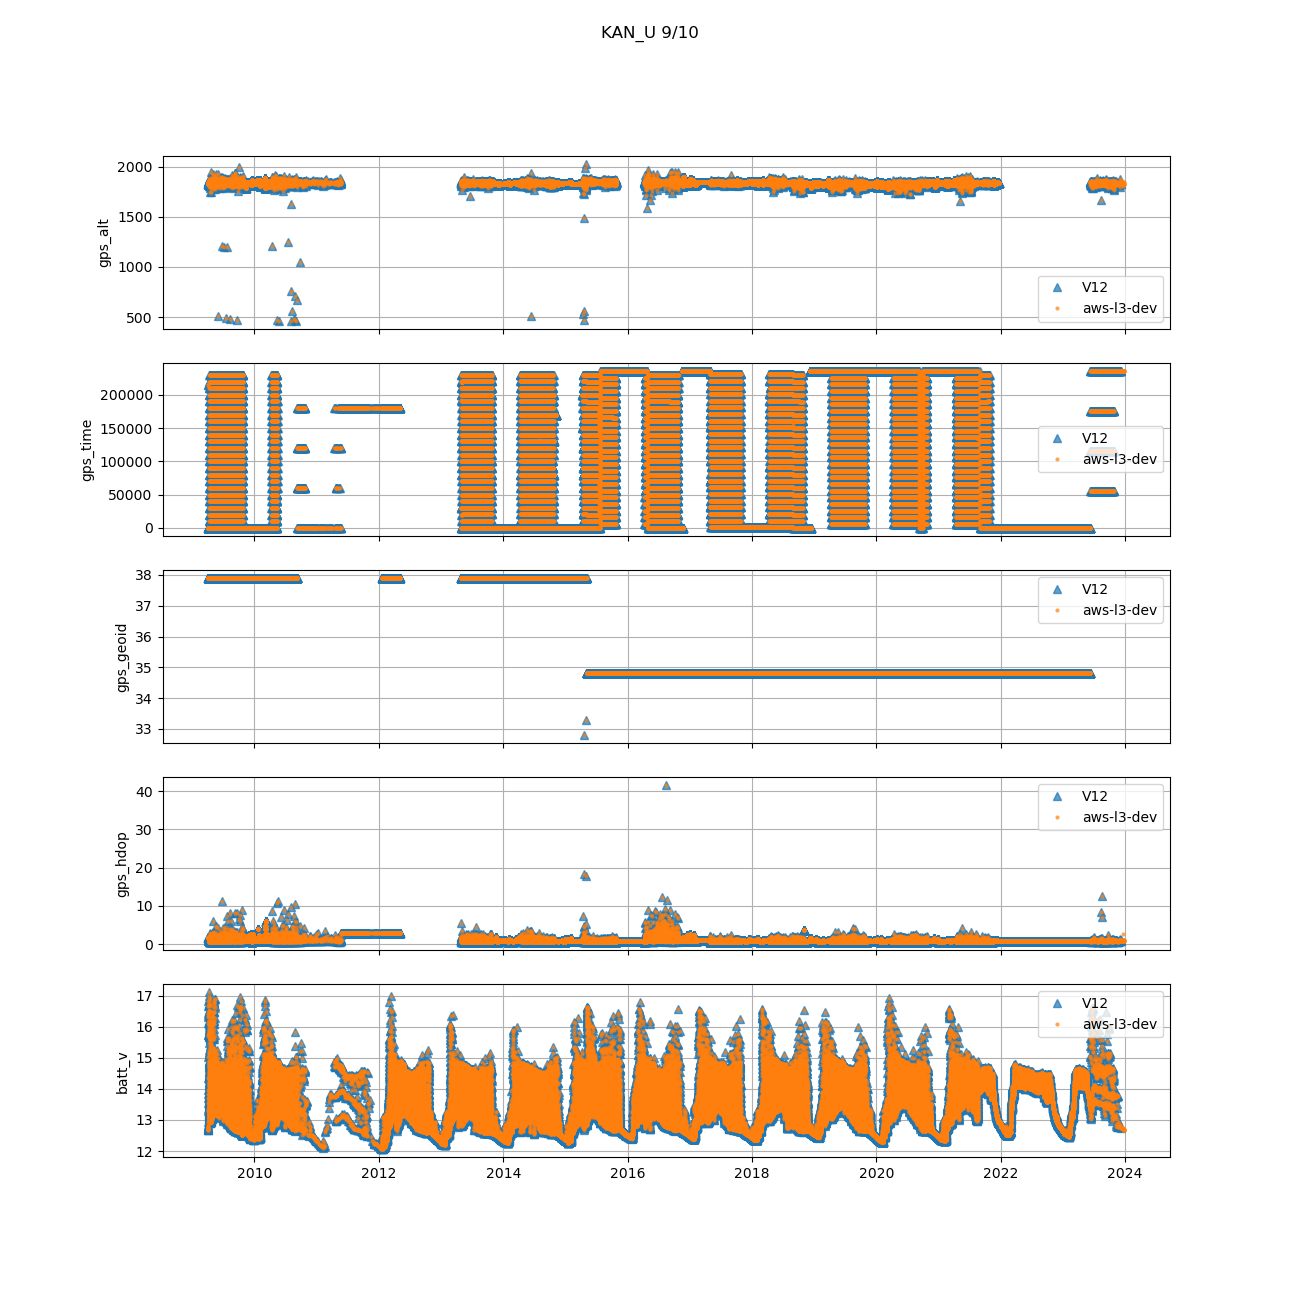 KAN_U 9/10
2000
1500
1000
500
gps_alt
V12
aws-l3-dev
200000
150000
100000
50000
0
gps_time
V12
aws-l3-dev
38
37
36
35
34
33
gps_geoid
V12
aws-l3-dev
40
30
20
10
0
gps_hdop
V12
aws-l3-dev
17
16
15
14
13
12
batt_v
V12
aws-l3-dev
2010 2012 2014 2016 2018 2020 2022 2024